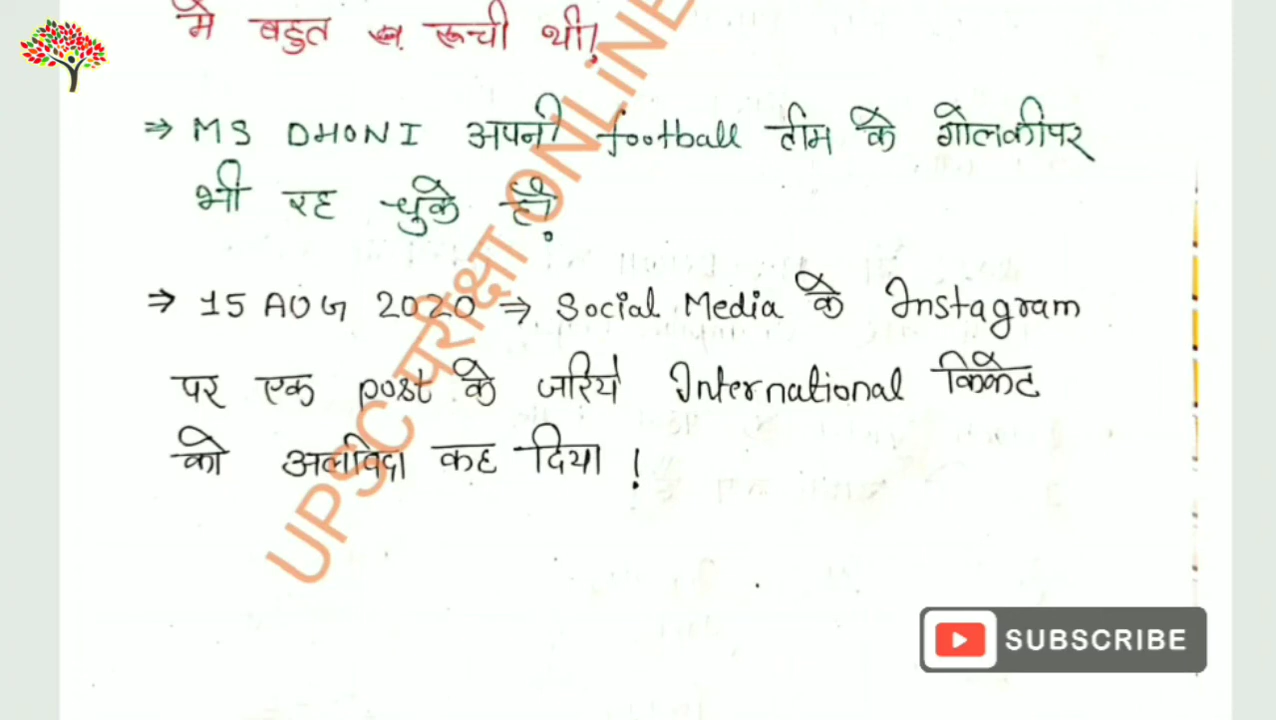 मे बहुत रूची थी!
⇒ MS DHONI अपनी football टीम के गोलकीपर
भी रह चुके है!
⇒ 15 AUG 2020 ⇒ Social Media के Instagram
पर एक post के जरिये International क्रिकेट
को अलविदा कह दिया !
UPSC परीक्षा ONLiNE
SUBSCRIBE